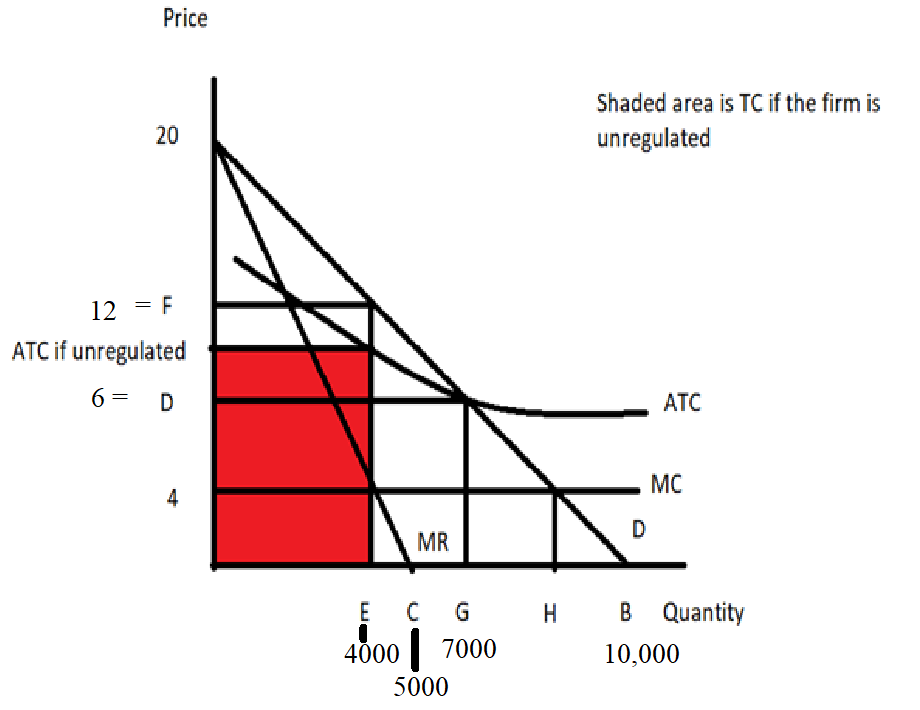 Price
Shaded area is TC if the firm is
unregulated
20
12 = F
ATC if unregulated
6 = D
ATC
4
MC
D
MR
E C G H B Quantity
4000 7000 10,000
5000